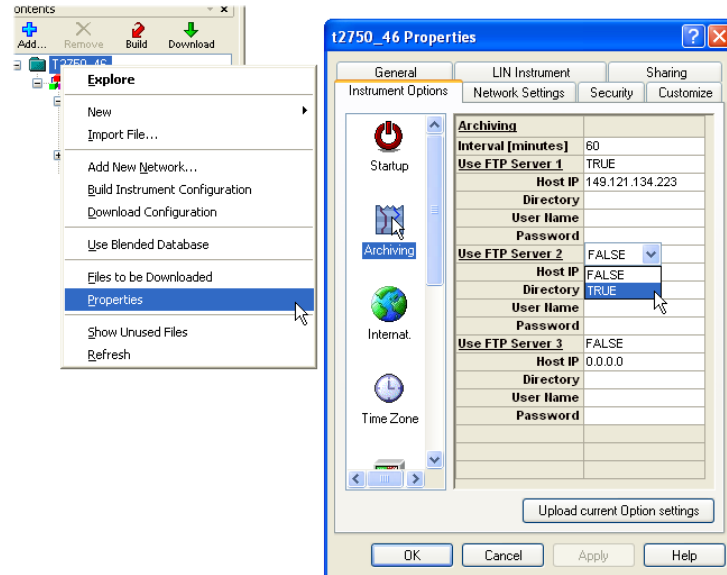 ontents
Add... Remove Build Download
T2750_46
Explore
New
Import File...
Add New Network...
Build Instrument Configuration
Download Configuration
Use Blended Database
Files to be Downloaded
Properties
Show Unused Files
Refresh
t2750_46 Properties
General LIN Instrument Sharing
Instrument Options Network Settings Security Customize
Startup
Archiving
Internat.
Time Zone
Archiving
Interval [minutes] 60
Use FTP Server 1 TRUE
Host IP 149.121.134.223
Directory
User Name
Password
Use FTP Server 2 FALSE
Host IP FALSE
Directory TRUE
User Name
Password
Use FTP Server 3 FALSE
Host IP 0.0.0.0
Directory
User Name
Password
Upload current Option settings
OK Cancel Apply Help